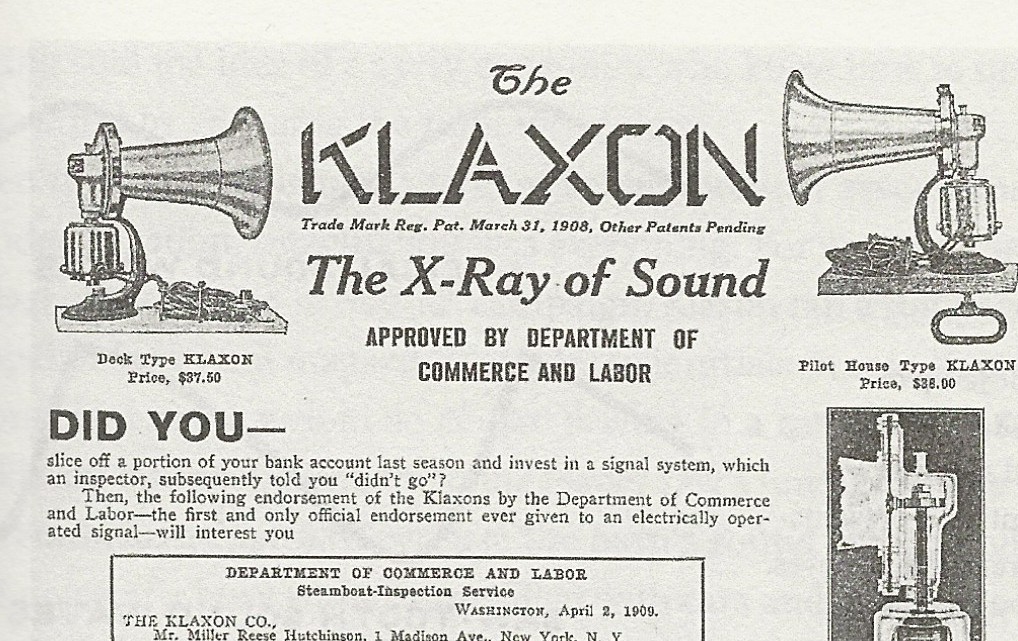 The
KLAXON
Trade Mark Reg. Pat. March 31, 1908, Other Patents Pending
The X-Ray of Sound
APPROVED BY DEPARTMENT OF
COMMERCE AND LABOR
Deck Type KLAXON
Price, $37.50
Pilot House Type KLAXON
Price, $38.00
DID YOU—
slice off a portion of your bank account last season and invest in a signal system, which
an inspector, subsequently told you "didn't go"?
Then, the following endorsement of the Klaxons by the Department of Commerce
and Labor—the first and only official endorsement ever given to an electrically oper-
ated signal—will interest you
DEPARTMENT OF COMMERCE AND LABOR
Steamboat-Inspection Service
WASHINGTON, April 2, 1909.
THE KLAXON CO.,
Mr. Miller Reese Hutchinson, 1 Madison Ave., New York, N. Y